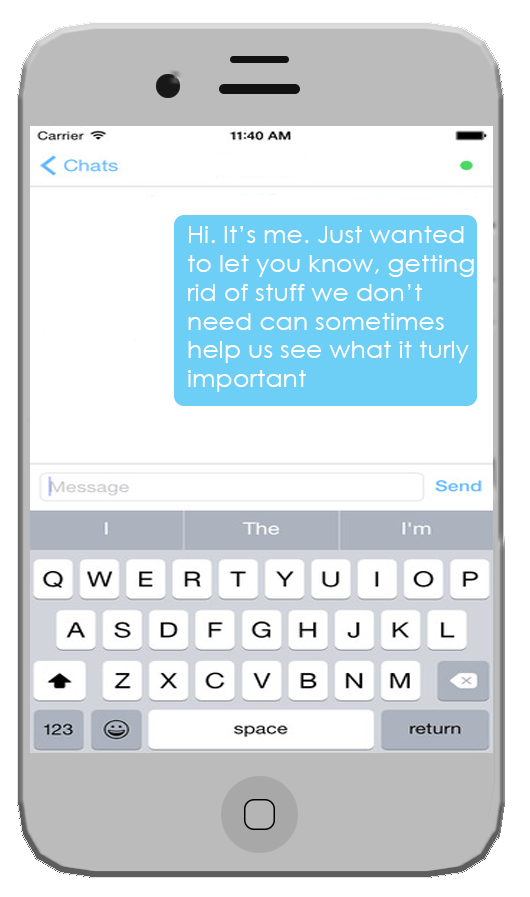 Carrier 11:40 AM
Chats
Hi. It's me. Just wanted
to let you know, getting
rid of stuff we don't
need can sometimes
help us see what it turly
important
Message Send
I The I'm
Q W E R T Y U I O P
A S D F G H J K L
Z X C V B N M
123 space return